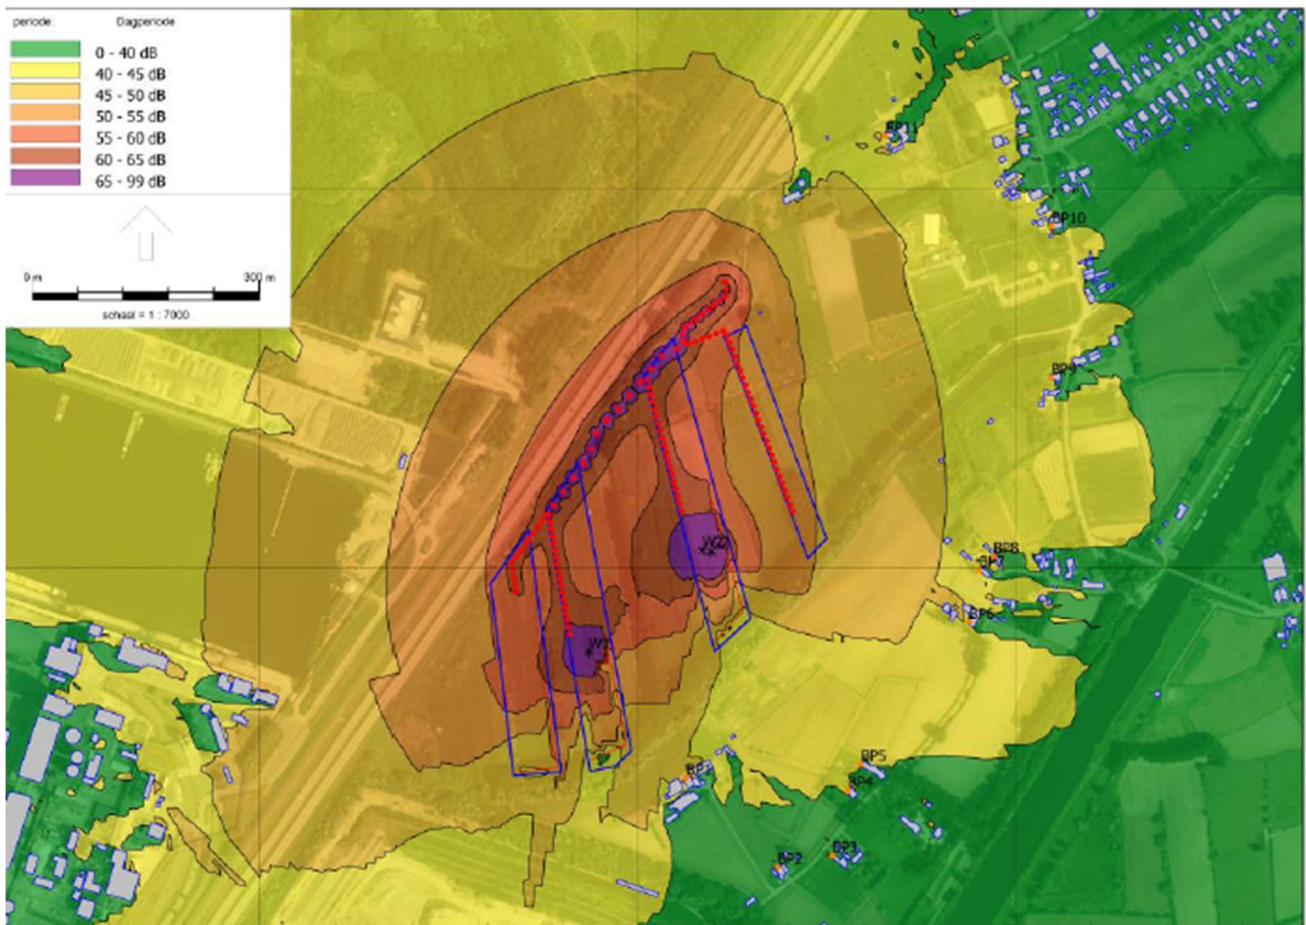 periode: Dagperiode
0 - 40 dB
40 - 45 dB
45 - 50 dB
50 - 55 dB
55 - 60 dB
60 - 65 dB
65 - 99 dB
0 m 300 m
schaal = 1 : 7000
BP11
BP10
BP9
BP8
BP7
BP6
W2
W1
BP5
BP4
BP3
BP2